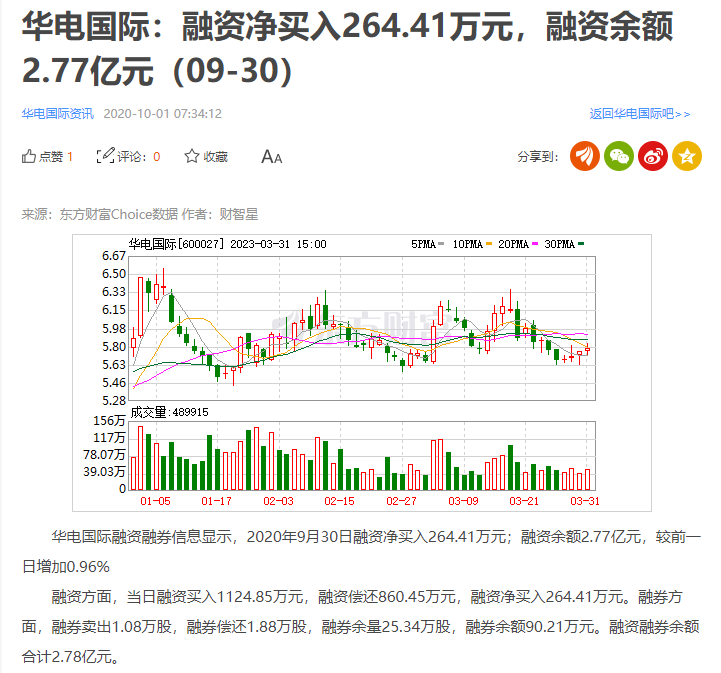 华电国际：融资净买入264.41万元，融资余额
2.77亿元（09-30）
华电国际资讯 2020-10-01 07:34:12 返回华电国际吧>>
点赞 1 评论：0 收藏 AA 分享到：
来源：东方财富Choice数据 作者：财智星
华电国际[600027] 2023-03-31 15:00 5PMA 10PMA 20PMA 30PMA
6.67
6.50
6.33
6.15
5.98
5.80
5.63
5.46
5.28
成交量:489915
156万
117万
78.07万
39.03万
0
01-05 01-17 02-03 02-15 02-27 03-09 03-21 03-31
华电国际融资融券信息显示，2020年9月30日融资净买入264.41万元；融资余额2.77亿元，较前一
日增加0.96%
融资方面，当日融资买入1124.85万元，融资偿还860.45万元，融资净买入264.41万元。融券方
面，融券卖出1.08万股，融券偿还1.88万股，融券余量25.34万股，融券余额90.21万元。融资融券余额
合计2.78亿元。